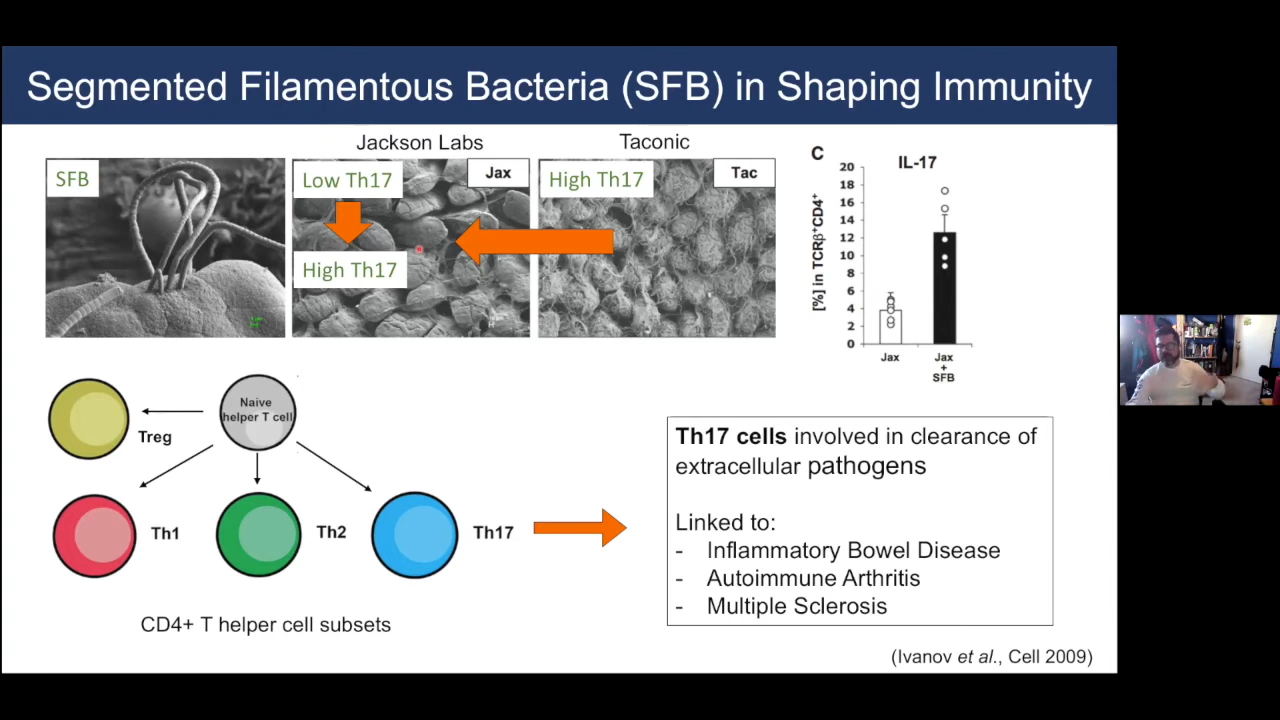 Segmented Filamentous Bacteria (SFB) in Shaping Immunity
Jackson Labs
Taconic
SFB
Low Th17
Jax
High Th17
High Th17
Tac
C
IL-17
[%] in TCRβ⁺CD4⁺
20
18
16
14
12
10
8
6
4
2
0
Jax
Jax
+
SFB
Naive
helper T cell
Treg
Th1
Th2
Th17
CD4+ T helper cell subsets
Th17 cells involved in clearance of
extracellular pathogens
Linked to:
- Inflammatory Bowel Disease
- Autoimmune Arthritis
- Multiple Sclerosis
(Ivanov et al., Cell 2009)